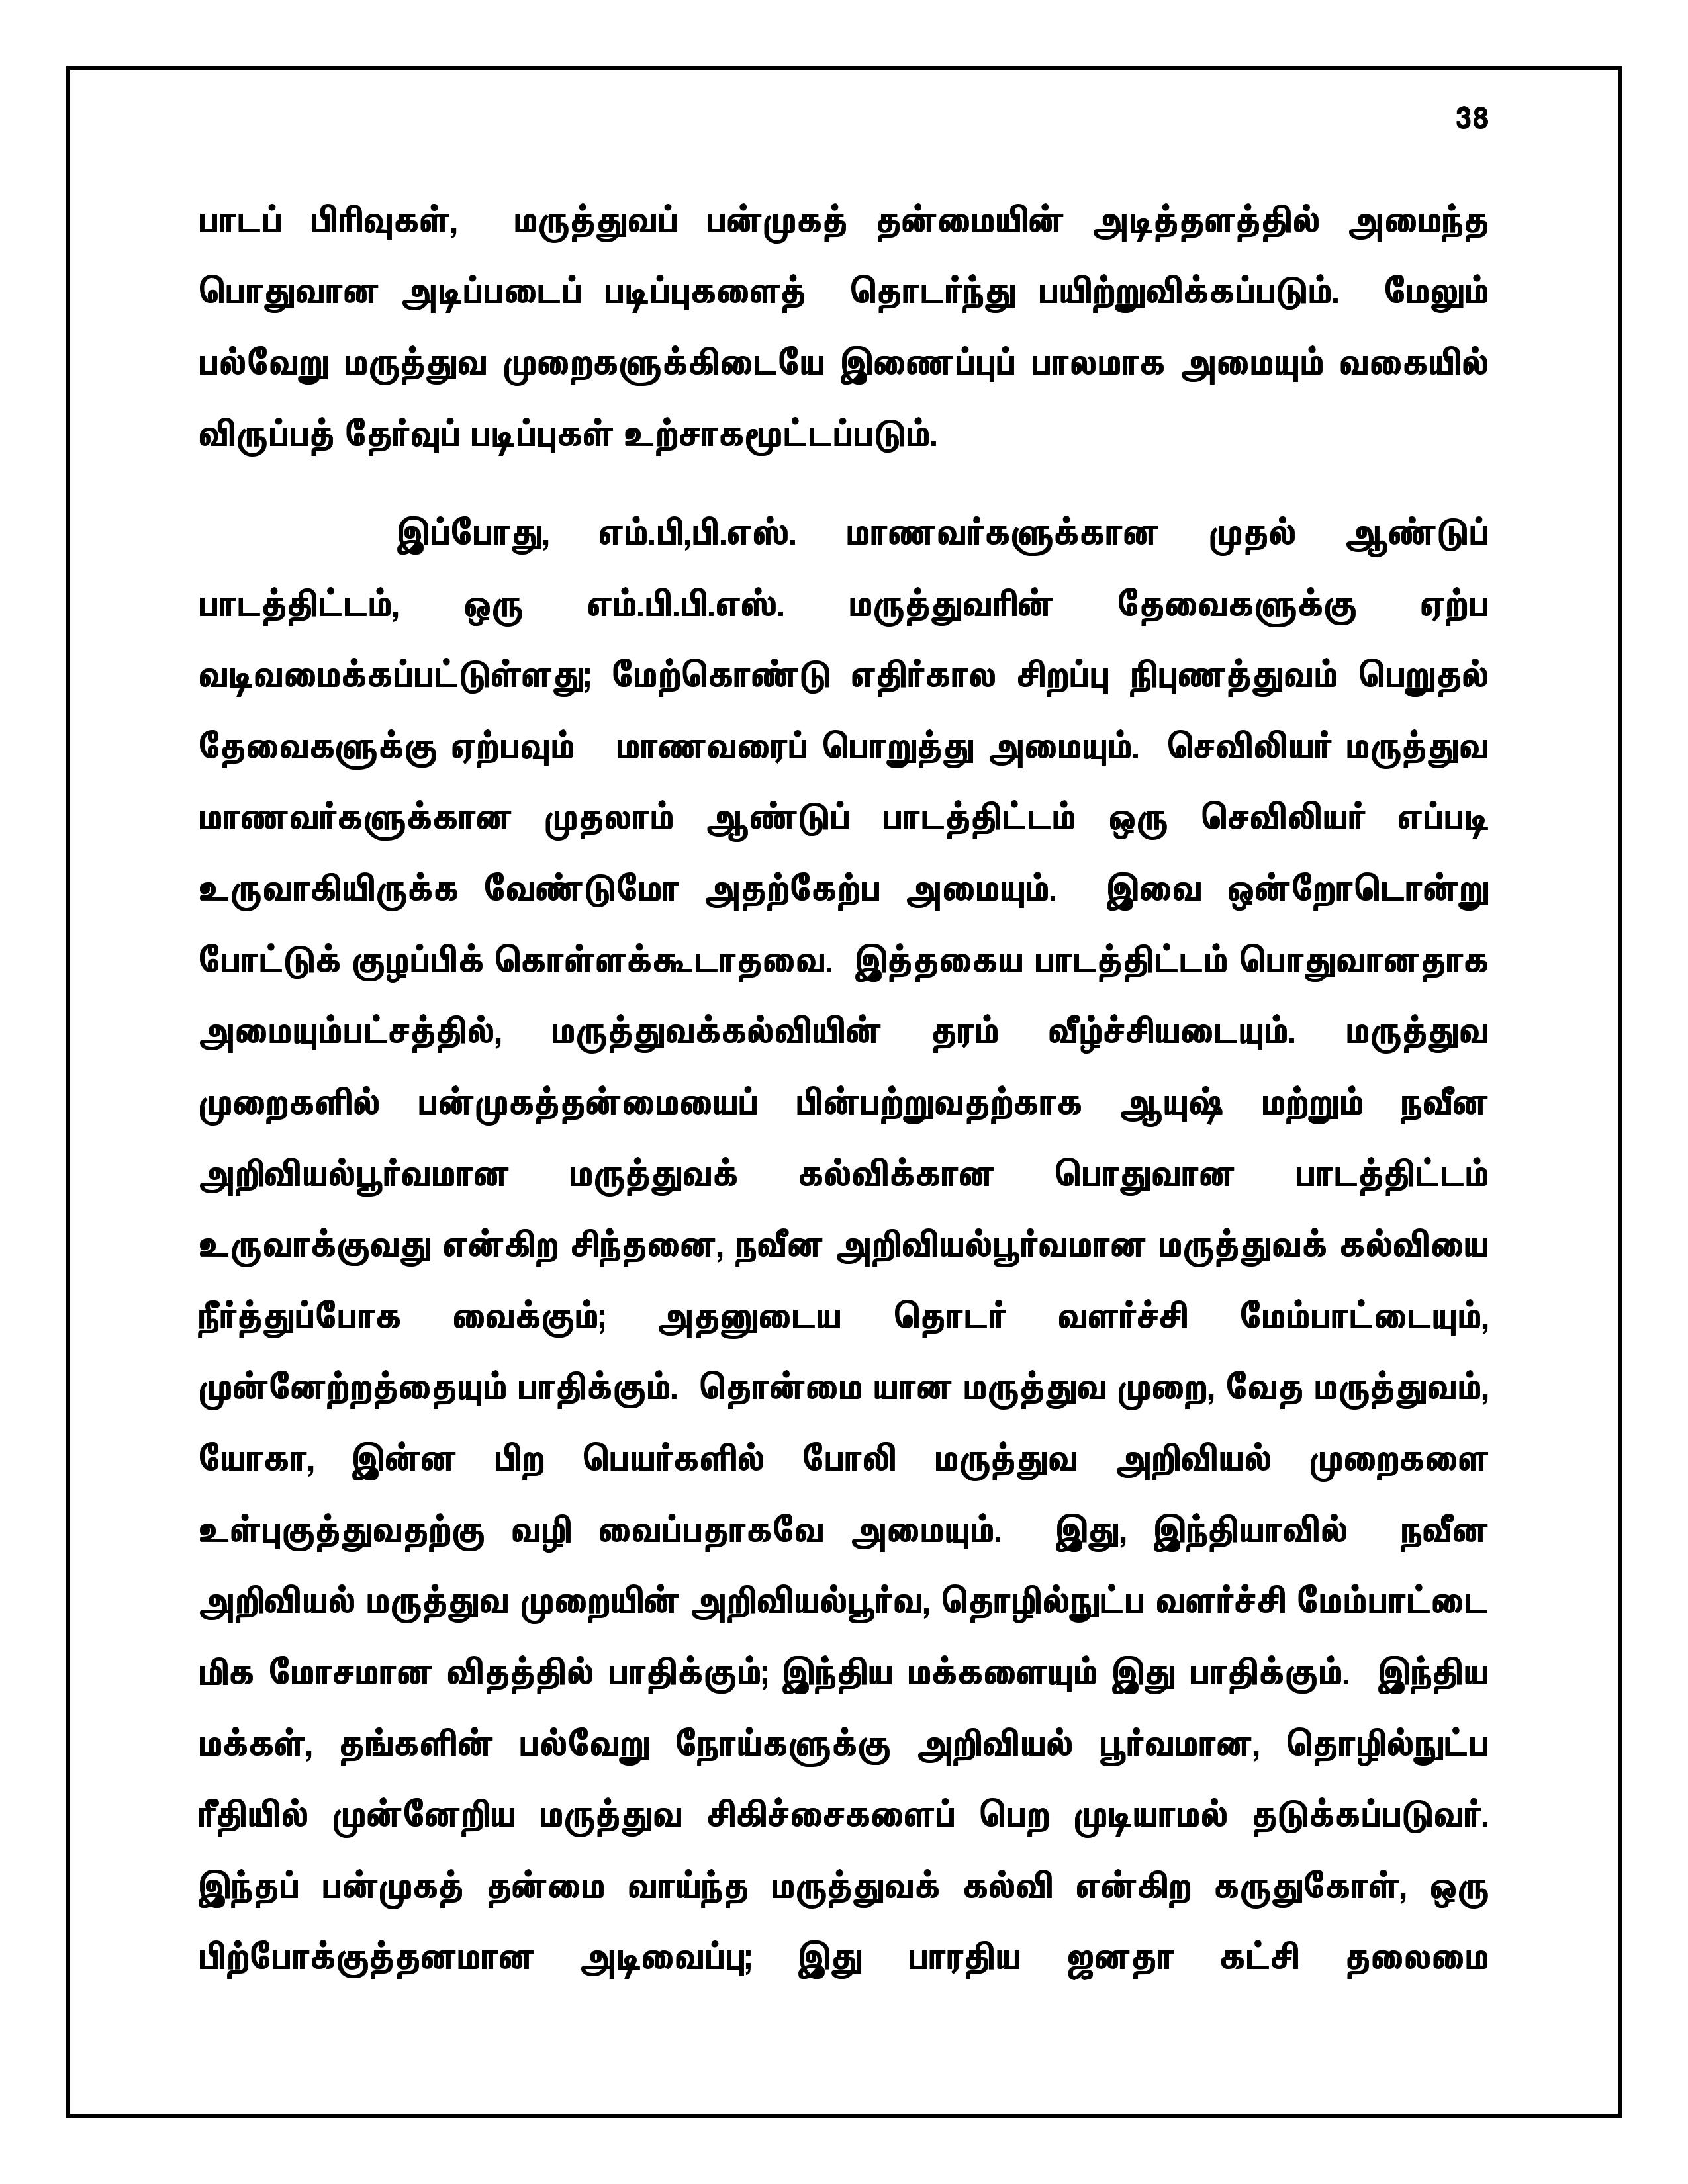 38
பாடப் பிரிவுகள், மருத்துவப் பன்முகத் தன்மையின் அடித்தளத்தில் அமைந்த
பொதுவான அடிப்படைப் படிப்புகளைத் தொடர்ந்து பயிற்றுவிக்கப்படும். மேலும்
பல்வேறு மருத்துவ முறைகளுக்கிடையே இணைப்புப் பாலமாக அமையும் வகையில்
விருப்பத் தேர்வுப் படிப்புகள் உற்சாகமூட்டப்படும்.
இப்போது, எம்.பி,பி.எஸ். மாணவர்களுக்கான முதல் ஆண்டுப்
பாடத்திட்டம், ஒரு எம்.பி.பி.எஸ். மருத்துவரின் தேவைகளுக்கு ஏற்ப
வடிவமைக்கப்பட்டுள்ளது; மேற்கொண்டு எதிர்கால சிறப்பு நிபுணத்துவம் பெறுதல்
தேவைகளுக்கு ஏற்பவும் மாணவரைப் பொறுத்து அமையும். செவிலியர் மருத்துவ
மாணவர்களுக்கான முதலாம் ஆண்டுப் பாடத்திட்டம் ஒரு செவிலியர் எப்படி
உருவாகியிருக்க வேண்டுமோ அதற்கேற்ப அமையும். இவை ஒன்றோடொன்று
போட்டுக் குழப்பிக் கொள்ளக்கூடாதவை. இத்தகைய பாடத்திட்டம் பொதுவானதாக
அமையும்பட்சத்தில், மருத்துவக்கல்வியின் தரம் வீழ்ச்சியடையும். மருத்துவ
முறைகளில் பன்முகத்தன்மையைப் பின்பற்றுவதற்காக ஆயுஷ் மற்றும் நவீன
அறிவியல்பூர்வமான மருத்துவக் கல்விக்கான பொதுவான பாடத்திட்டம்
உருவாக்குவது என்கிற சிந்தனை, நவீன அறிவியல்பூர்வமான மருத்துவக் கல்வியை
நீர்த்துப்போக வைக்கும்; அதனுடைய தொடர் வளர்ச்சி மேம்பாட்டையும்,
முன்னேற்றத்தையும் பாதிக்கும். தொன்மை யான மருத்துவ முறை, வேத மருத்துவம்,
யோகா, இன்ன பிற பெயர்களில் போலி மருத்துவ அறிவியல் முறைகளை
உள்புகுத்துவதற்கு வழி வைப்பதாகவே அமையும். இது, இந்தியாவில் நவீன
அறிவியல் மருத்துவ முறையின் அறிவியல்பூர்வ, தொழில்நுட்ப வளர்ச்சி மேம்பாட்டை
மிக மோசமான விதத்தில் பாதிக்கும்; இந்திய மக்களையும் இது பாதிக்கும். இந்திய
மக்கள், தங்களின் பல்வேறு நோய்களுக்கு அறிவியல் பூர்வமான, தொழில்நுட்ப
ரீதியில் முன்னேறிய மருத்துவ சிகிச்சைகளைப் பெற முடியாமல் தடுக்கப்படுவர்.
இந்தப் பன்முகத் தன்மை வாய்ந்த மருத்துவக் கல்வி என்கிற கருதுகோள், ஒரு
பிற்போக்குத்தனமான அடிவைப்பு; இது பாரதிய ஜனதா கட்சி தலைமை